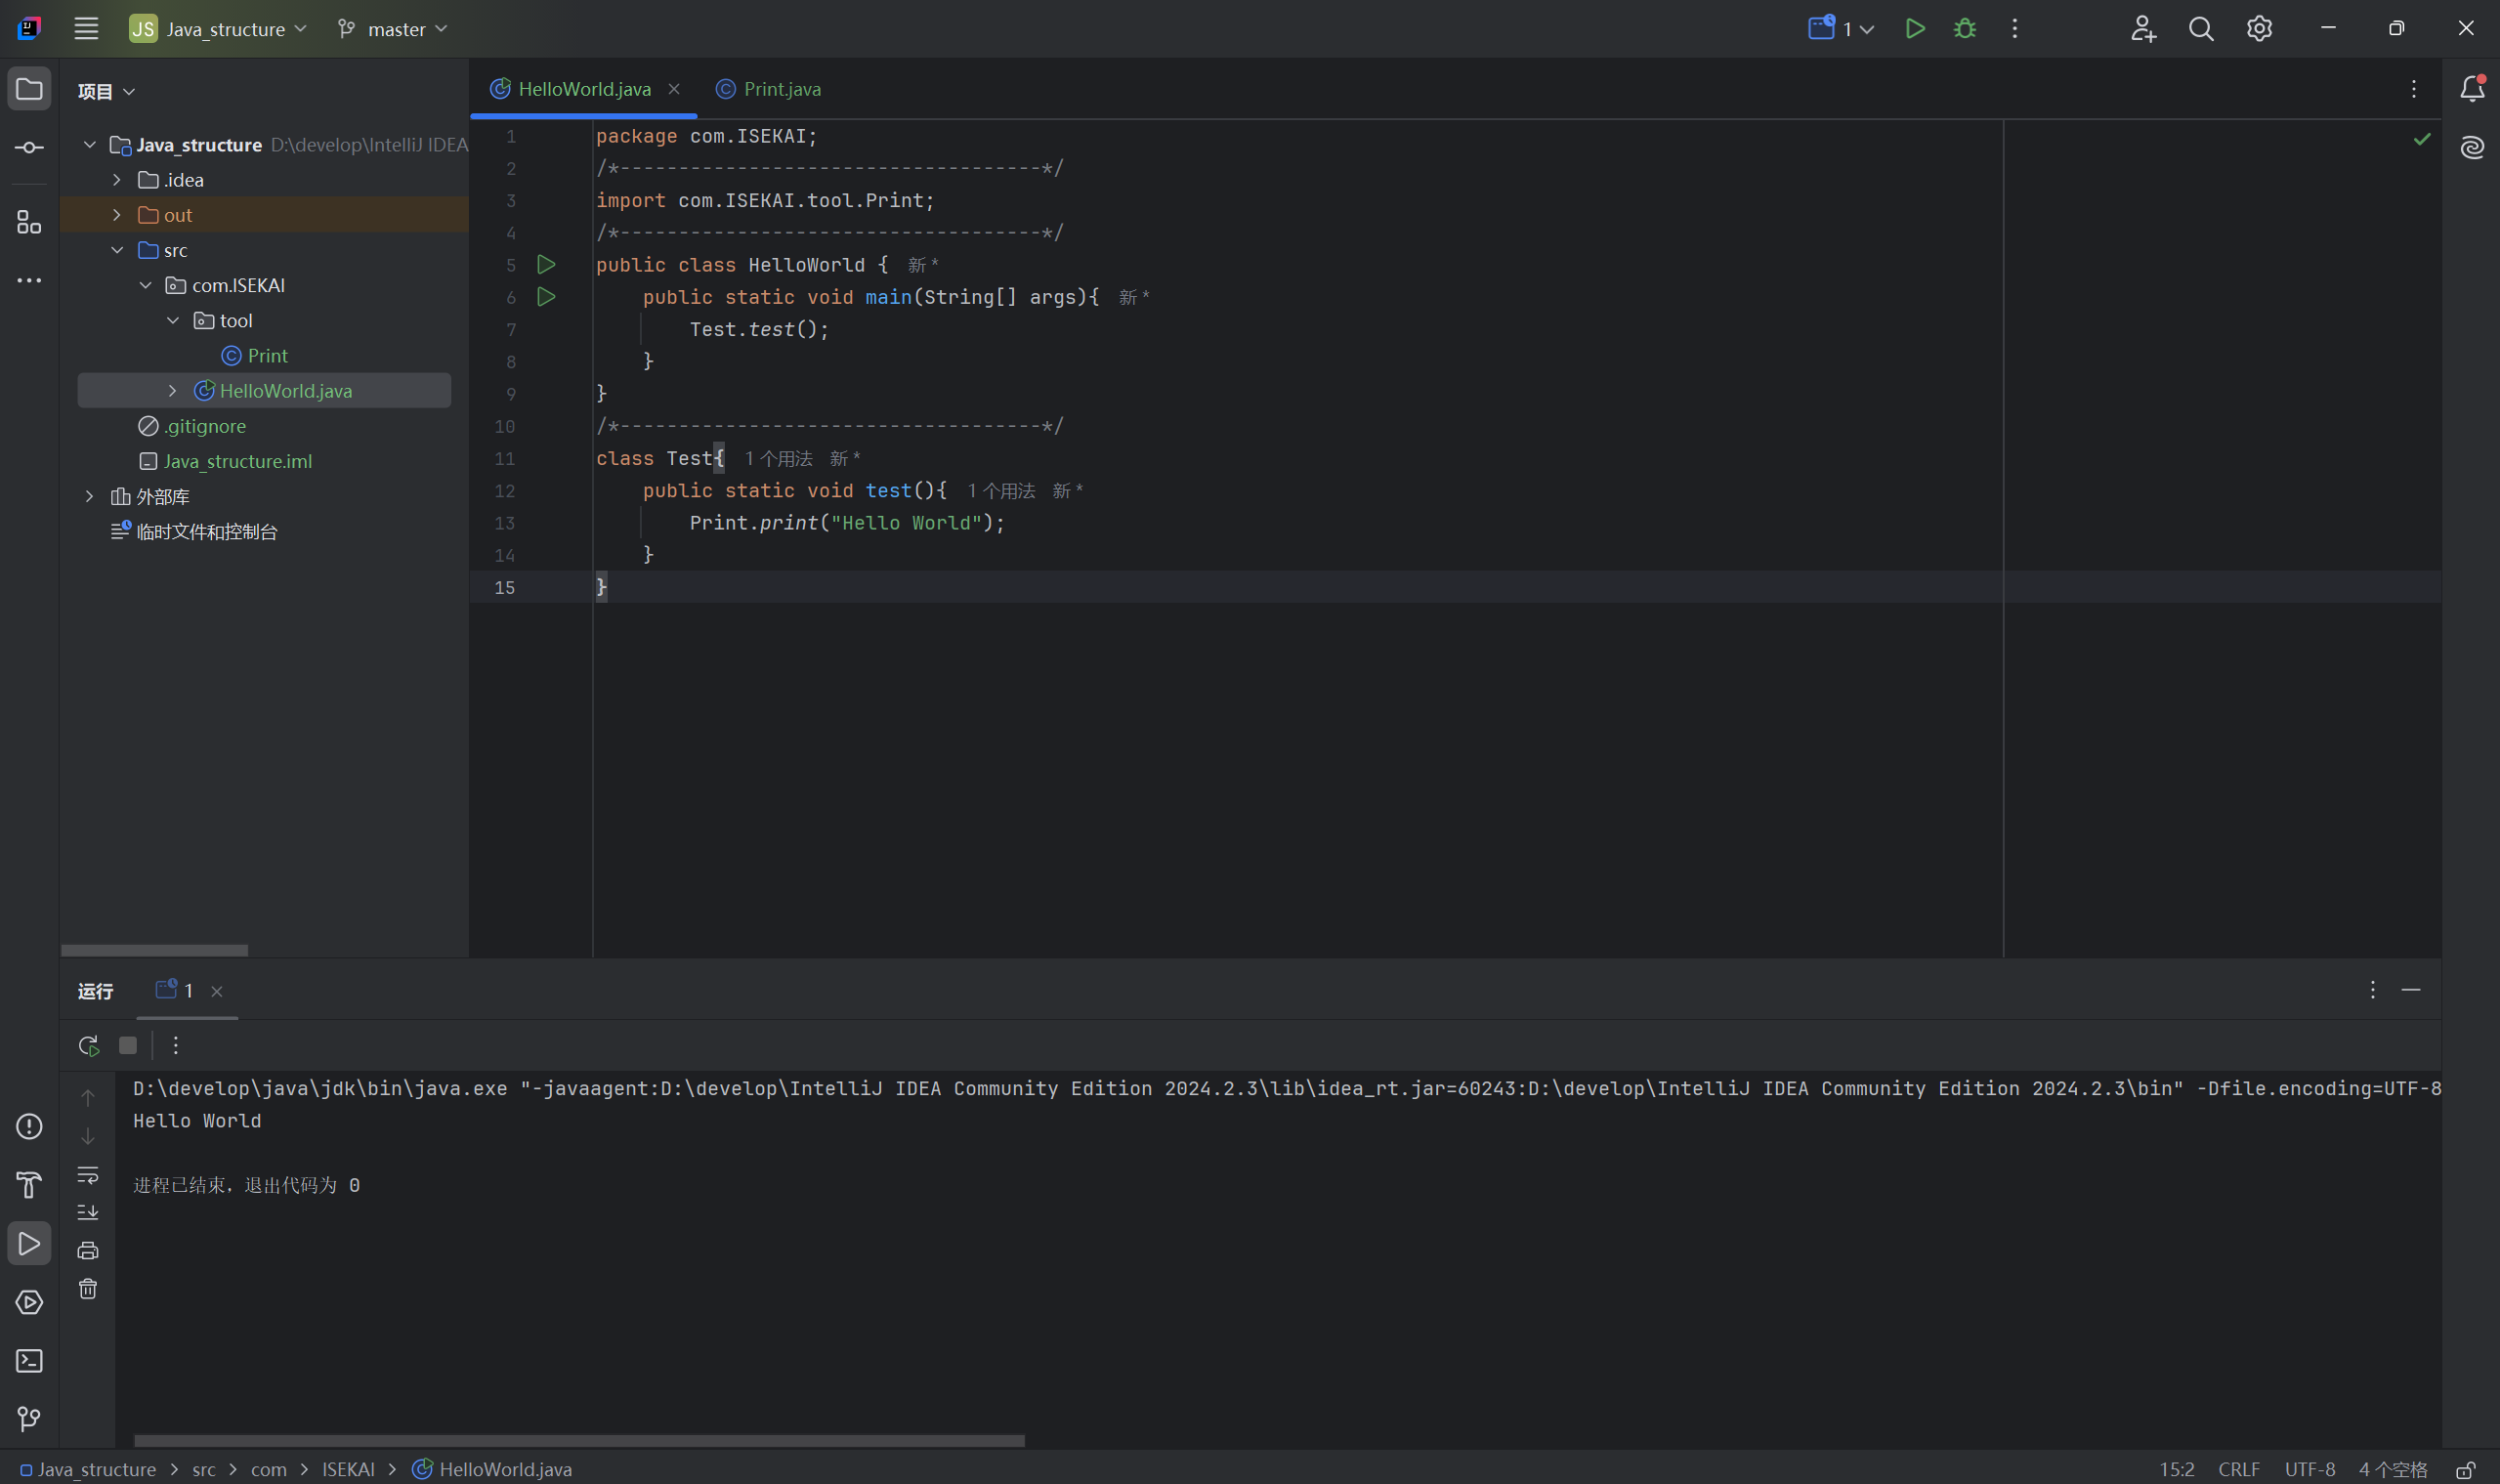 JS Java_structure master 1
项目
Java_structure D:\develop\IntelliJ IDEA
.idea
out
src
com.ISEKAI
tool
Print
HelloWorld.java
.gitignore
Java_structure.iml
外部库
临时文件和控制台
HelloWorld.java Print.java
1 package com.ISEKAI;
2 /*------------------------------------*/
3 import com.ISEKAI.tool.Print;
4 /*------------------------------------*/
5 public class HelloWorld { 新 *
6 public static void main(String[] args){ 新 *
7 Test.test();
8 }
9 }
10 /*------------------------------------*/
11 class Test{ 1 个用法 新 *
12 public static void test(){ 1 个用法 新 *
13 Print.print("Hello World");
14 }
15 }
运行 1
D:\develop\java\jdk\bin\java.exe "-javaagent:D:\develop\IntelliJ IDEA Community Edition 2024.2.3\lib\idea_rt.jar=60243:D:\develop\IntelliJ IDEA Community Edition 2024.2.3\bin" -Dfile.encoding=UTF-8
Hello World
进程已结束，退出代码为 0
Java_structure > src > com > ISEKAI > HelloWorld.java 15:2 CRLF UTF-8 4 个空格